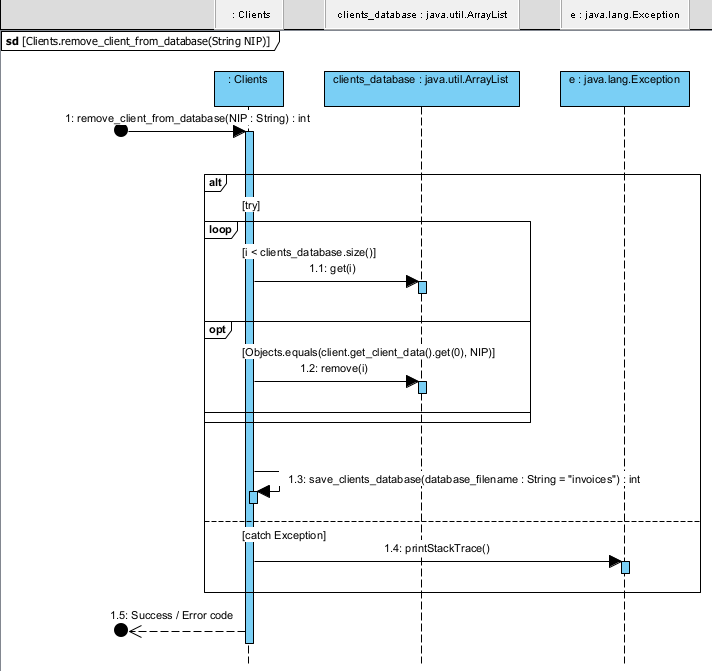 : Clients
clients_database : java.util.ArrayList
e : java.lang.Exception
sd [Clients.remove_client_from_database(String NIP)]
: Clients
clients_database : java.util.ArrayList
e : java.lang.Exception
1: remove_client_from_database(NIP : String) : int
alt
[try]
loop
[i < clients_database.size()]
1.1: get(i)
opt
[Objects.equals(client.get_client_data().get(0), NIP)]
1.2: remove(i)
1.3: save_clients_database(database_filename : String = "invoices") : int
[catch Exception]
1.4: printStackTrace()
1.5: Success / Error code